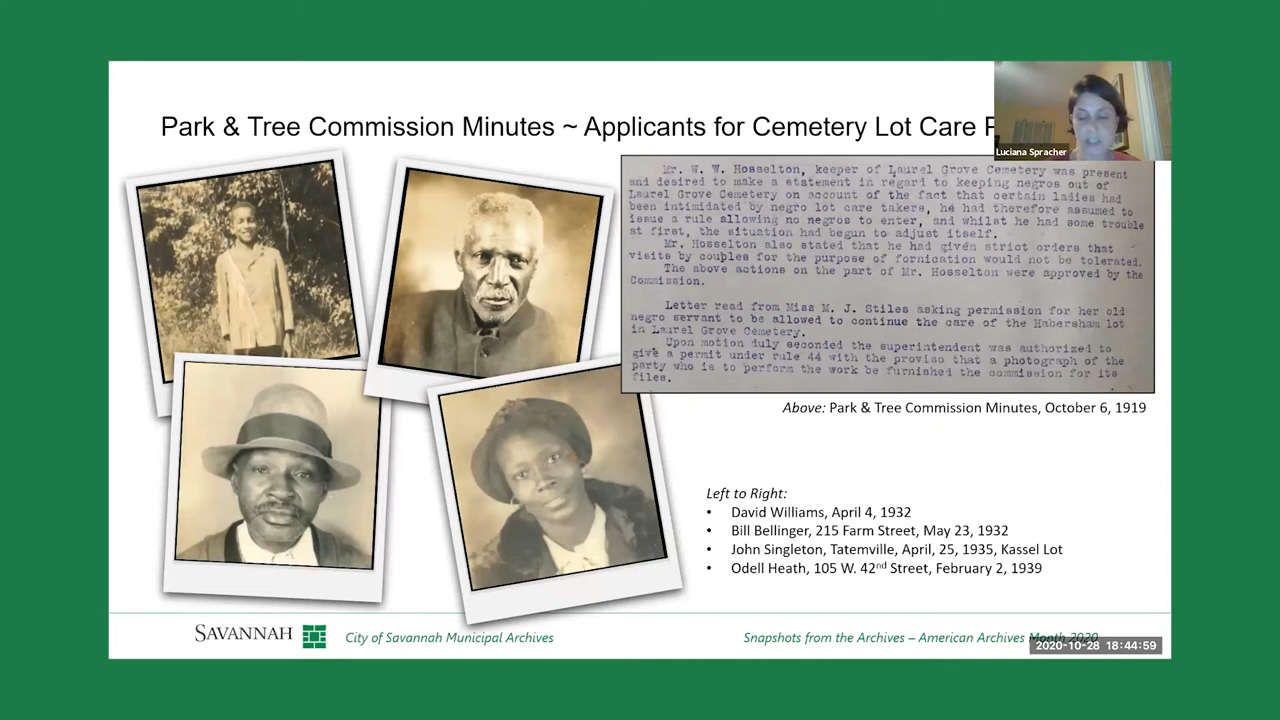 Park & Tree Commission Minutes ~ Applicants for Cemetery Lot Care
Luciana Spracher
Mr. W. W. Hosselton, keeper of Laurel Grove Cemetery was present
and desired to make a statement in regard to keeping negros out of
Laurel Grove Cemetery on account of the fact that certain ladies had
been intimidated by negro lot care takers, he had therefore assumed to
issue a rule allowing no negros to enter, and whilst he had some trouble
at first, the situation had begun to adjust itself.
Mr. Hosselton also stated that he had given strict orders that
visits by couples for the purpose of fornication would not be tolerated.
The above actions on the part of Mr. Hosselton were approved by the
Commission.
Letter read from Miss M. J. Stiles asking permission for her old
negro servant to be allowed to continue the care of the Habersham lot
in Laurel Grove Cemetery.
Upon motion duly seconded the superintendent was authorized to
give a permit under rule 44 with the proviso that a photograph of the
party who is to perform the work be furnished the commission for its
files.
Above: Park & Tree Commission Minutes, October 6, 1919
Left to Right:
• David Williams, April 4, 1932
• Bill Bellinger, 215 Farm Street, May 23, 1932
• John Singleton, Tatemville, April, 25, 1935, Kassel Lot
• Odell Heath, 105 W. 42nd Street, February 2, 1939
SAVANNAH City of Savannah Municipal Archives
Snapshots from the Archives – American Archives Month 2020
2020-10-28 18:44:59